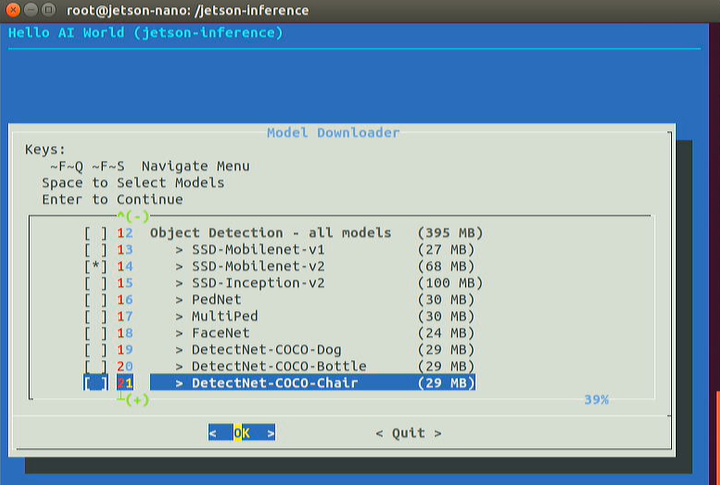 root@jetson-nano: /jetson-inference
Hello AI World (jetson-inference)
Model Downloader
Keys:
~F~Q ~F~S  Navigate Menu
Space to Select Models
Enter to Continue
^(-)
[ ] 12 Object Detection - all models (395 MB)
[ ] 13 > SSD-Mobilenet-v1 (27 MB)
[*] 14 > SSD-Mobilenet-v2 (68 MB)
[ ] 15 > SSD-Inception-v2 (100 MB)
[ ] 16 > PedNet (30 MB)
[ ] 17 > MultiPed (30 MB)
[ ] 18 > FaceNet (24 MB)
[ ] 19 > DetectNet-COCO-Dog (29 MB)
[ ] 20 > DetectNet-COCO-Bottle (29 MB)
[ ] 21 > DetectNet-COCO-Chair (29 MB)
┴(+) 39%
< OK > < Quit >